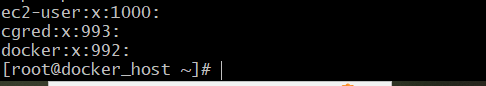 ec2-user:x:1000:
cgred:x:993:
docker:x:992:
[root@docker_host ~]#